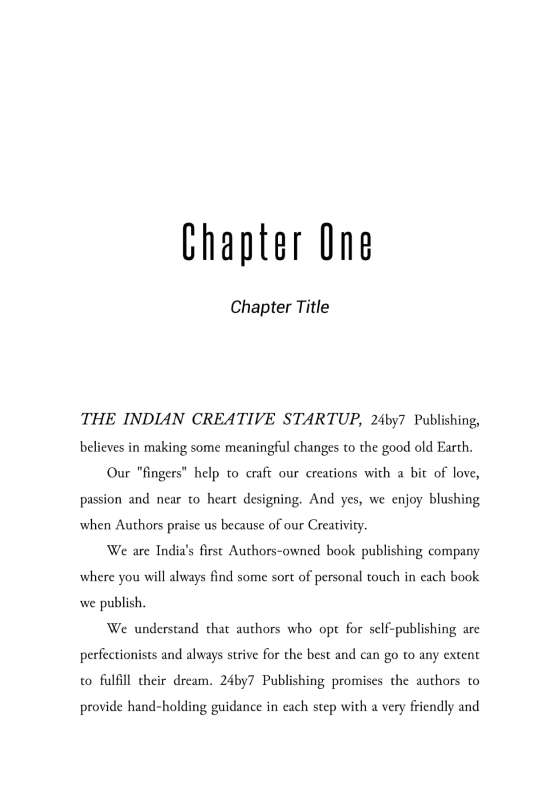 Chapter One
Chapter Title
THE INDIAN CREATIVE STARTUP, 24by7 Publishing,
believes in making some meaningful changes to the good old Earth.
Our "fingers" help to craft our creations with a bit of love,
passion and near to heart designing. And yes, we enjoy blushing
when Authors praise us because of our Creativity.
We are India's first Authors-owned book publishing company
where you will always find some sort of personal touch in each book
we publish.
We understand that authors who opt for self-publishing are
perfectionists and always strive for the best and can go to any extent
to fulfill their dream. 24by7 Publishing promises the authors to
provide hand-holding guidance in each step with a very friendly and